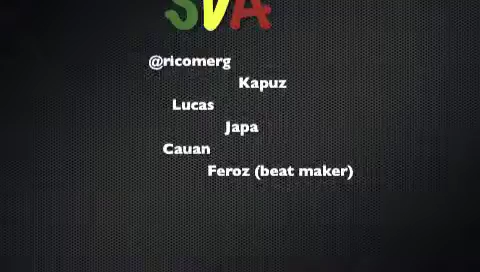 SVA
@ricomerg
Kapuz
Lucas
Japa
Cauan
Feroz (beat maker)